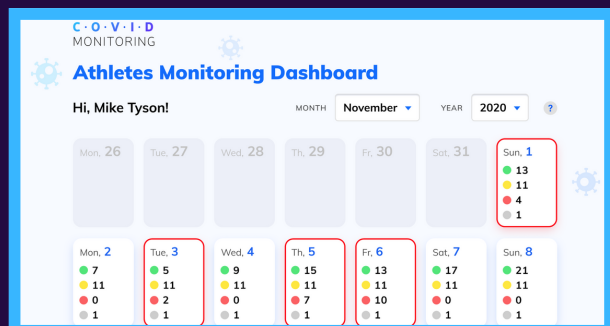 C·O·V·I·D
MONITORING
Athletes Monitoring Dashboard
Hi, Mike Tyson!
MONTH November YEAR 2020 ?
Mon, 26 Tue, 27 Wed, 28 Th, 29 Fr, 30 Sat, 31 Sun, 1
13
11
4
1
Mon, 2 Tue, 3 Wed, 4 Th, 5 Fr, 6 Sat, 7 Sun, 8
7 5 9 15 13 17 21
11 11 11 11 11 11 11
0 2 0 7 10 0 0
1 1 1 1 1 1 1